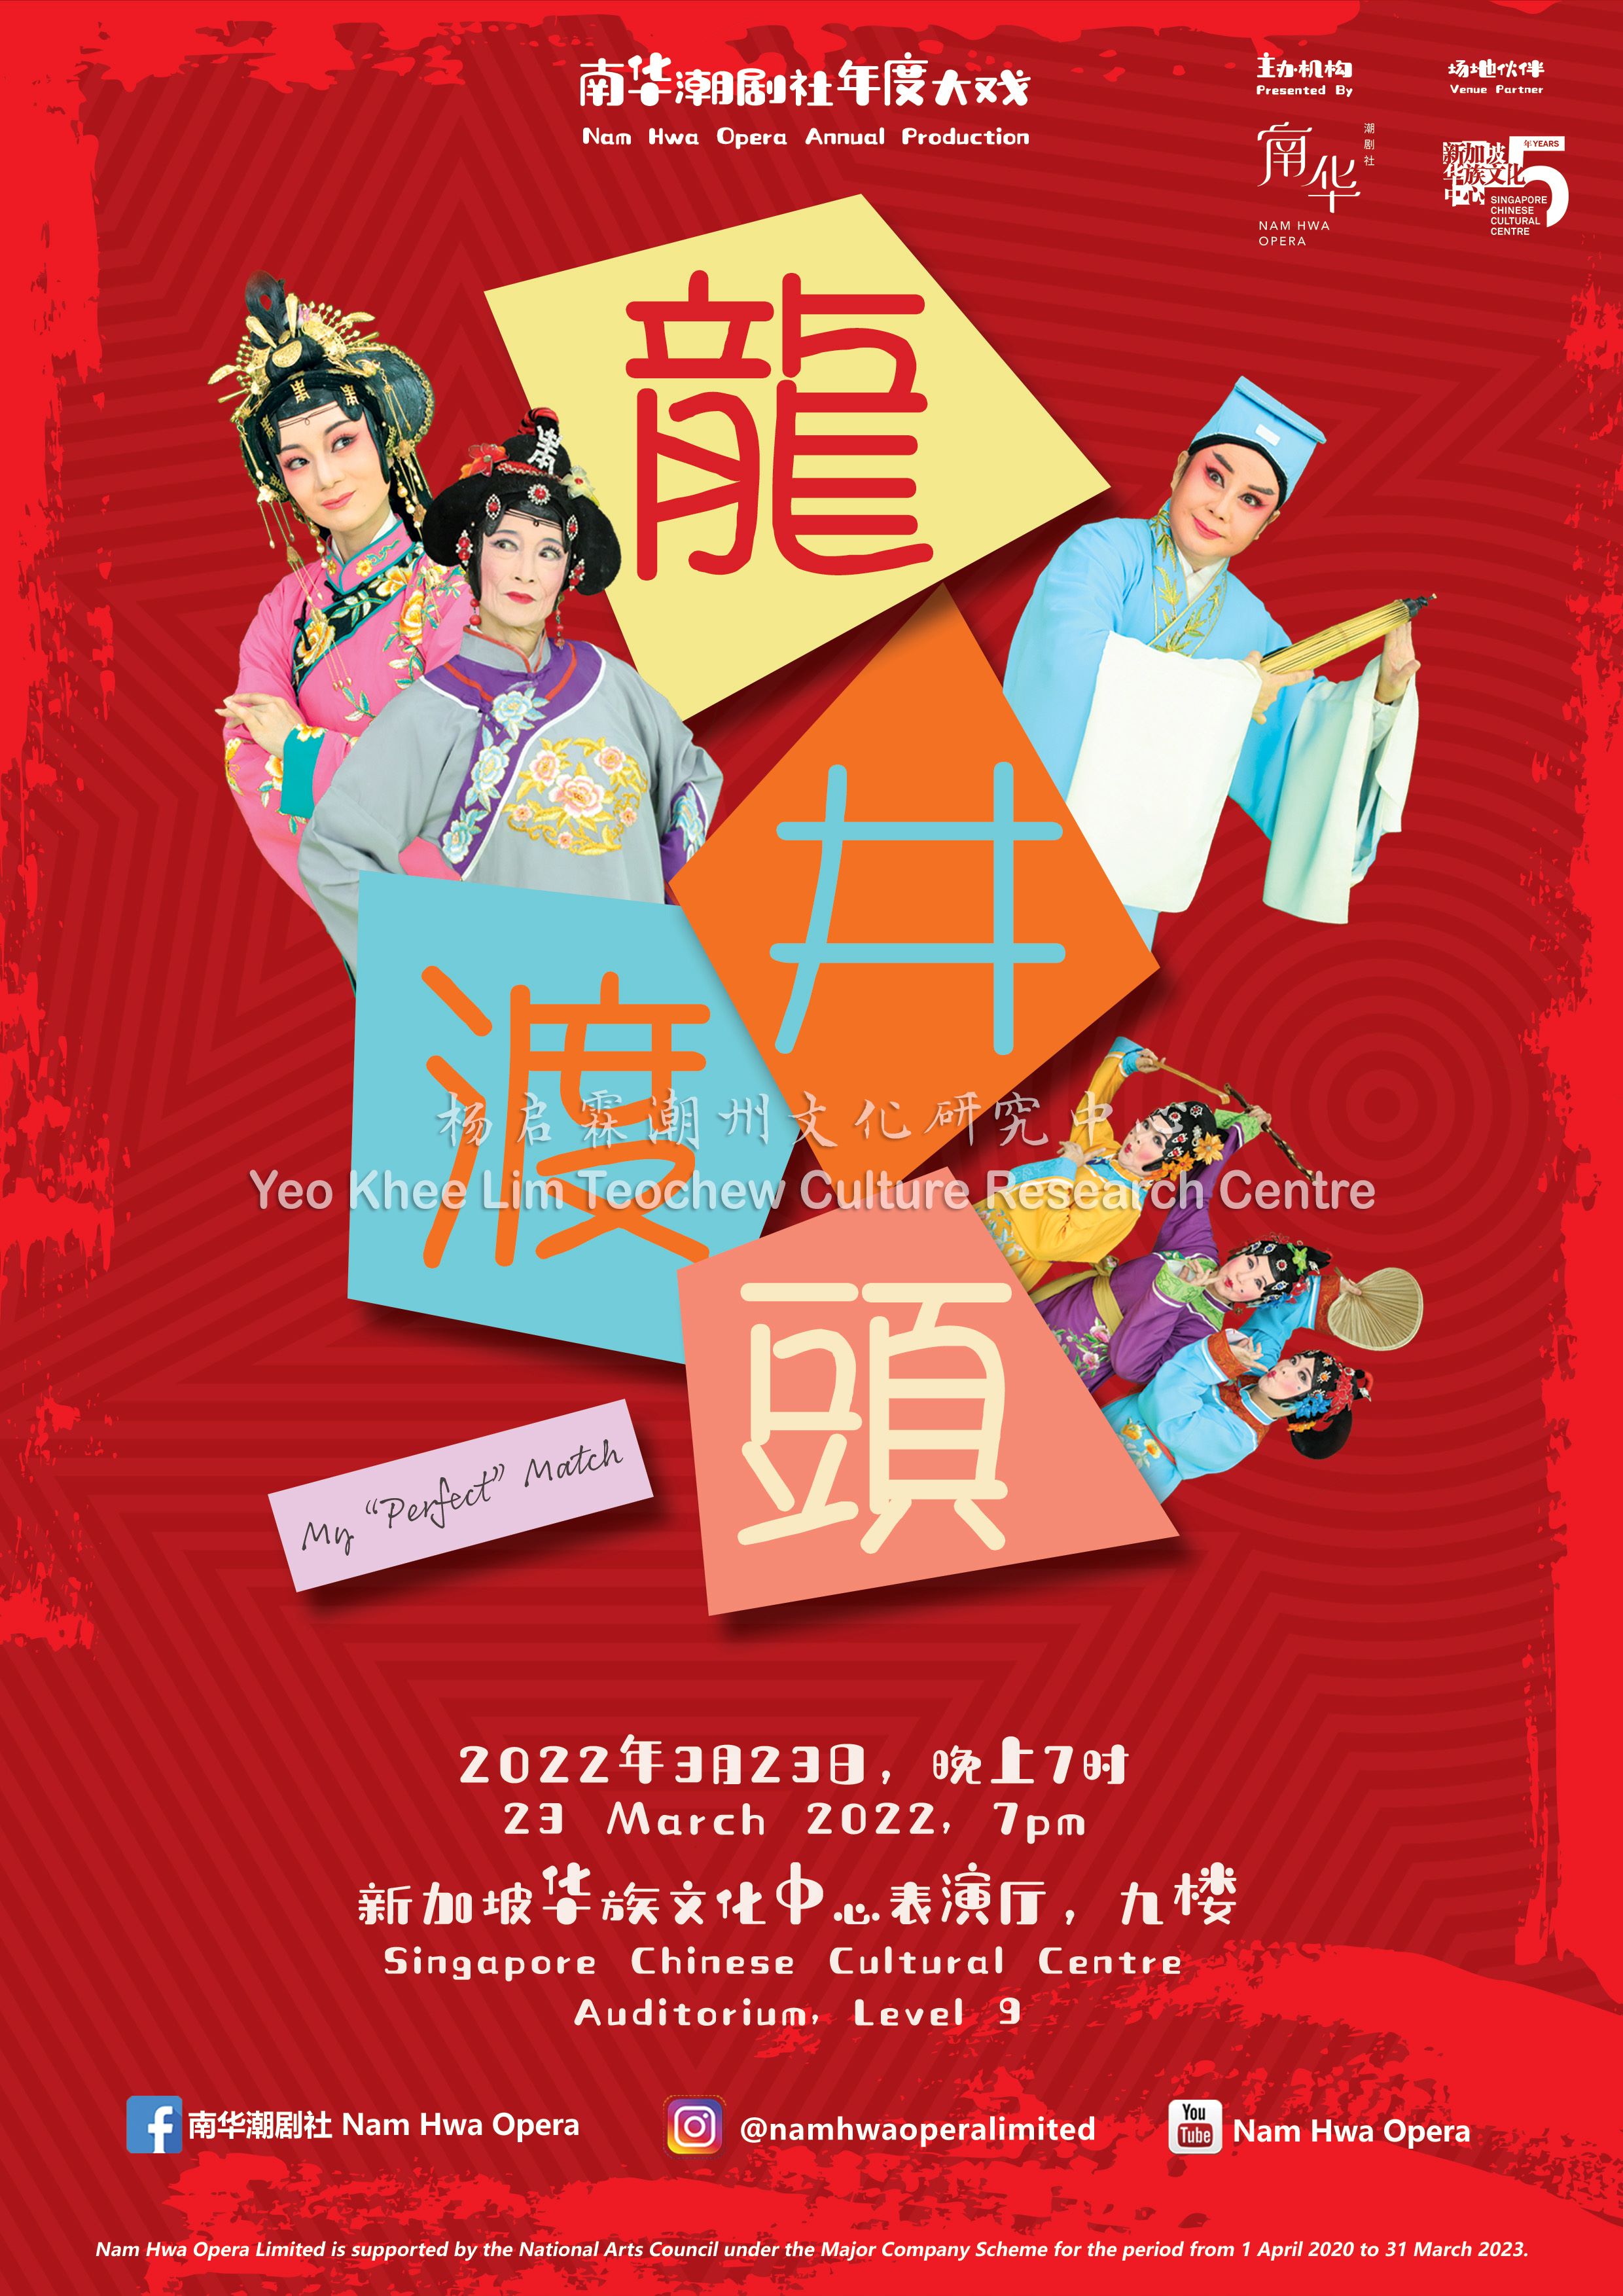 南华潮剧社年度大戏
Nam Hwa Opera Annual Production
主办机构
Presented By
场地伙伴
Venue Partner
南华
潮剧社
NAM HWA
OPERA
新加坡
华族文化
中心
5
年 YEARS
SINGAPORE
CHINESE
CULTURAL
CENTRE
龍
井
渡
頭
杨启霖潮州文化研究中心
Yeo Khee Lim Teochew Culture Research Centre
My “Perfect” Match
2022年3月23日，晚上7时
23 March 2022, 7pm
新加坡华族文化中心表演厅，九楼
Singapore Chinese Cultural Centre
Auditorium, Level 9
南华潮剧社 Nam Hwa Opera
@namhwaoperalimited
You Tube Nam Hwa Opera
Nam Hwa Opera Limited is supported by the National Arts Council under the Major Company Scheme for the period from 1 April 2020 to 31 March 2023.